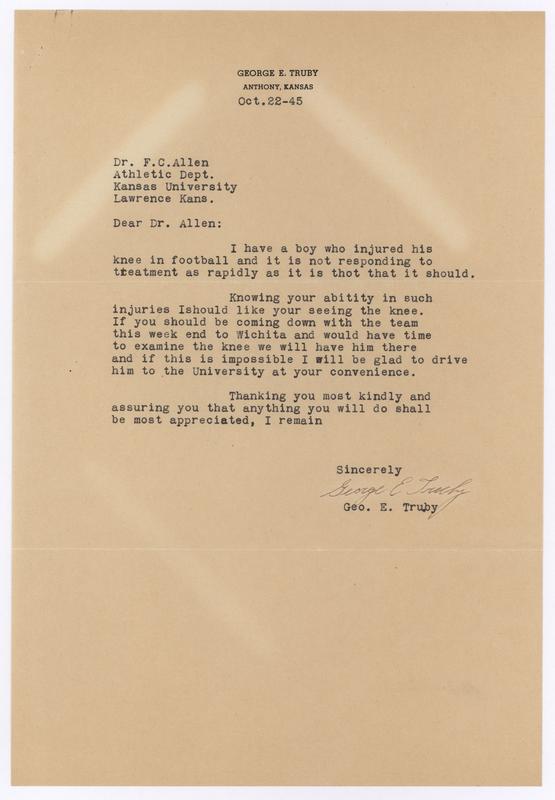 GEORGE E. TRUBY
ANTHONY, KANSAS
Oct.22-45
Dr. F.C.Allen
Athletic Dept.
Kansas University
Lawrence Kans.
Dear Dr. Allen:
I have a boy who injured his
knee in football and it is not responding to
tteatment as rapidly as it is thot that it should.
Knowing your abitity in such
injuries Ishould like your seeing the knee.
If you should be coming down with the team
this week end to Wichita and would have time
to examine the knee we will have him there
and if this is impossible I will be glad to drive
him to the University at your convenience.
Thanking you most kindly and
assuring you that anything you will do shall
be most appreciated, I remain
Sincerely
George E Truby
Geo. E. Truby